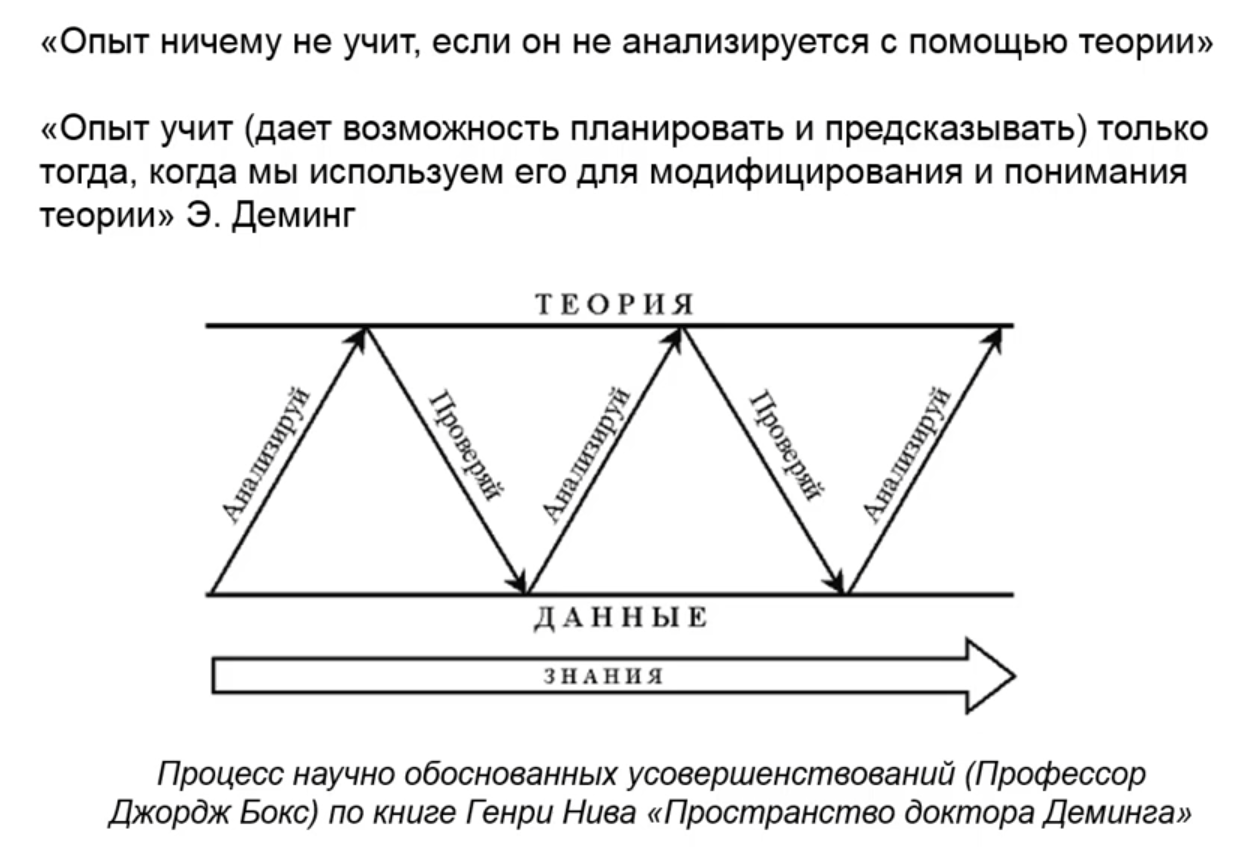 «Опыт ничему не учит, если он не анализируется с помощью теории»
«Опыт учит (дает возможность планировать и предсказывать) только
тогда, когда мы используем его для модифицирования и понимания
теории» Э. Деминг
ТЕОРИЯ
Анализируй
Проверяй
Анализируй
Проверяй
Анализируй
ДАННЫЕ
ЗНАНИЯ
Процесс научно обоснованных усовершенствований (Профессор
Джордж Бокс) по книге Генри Нива «Пространство доктора Деминга»